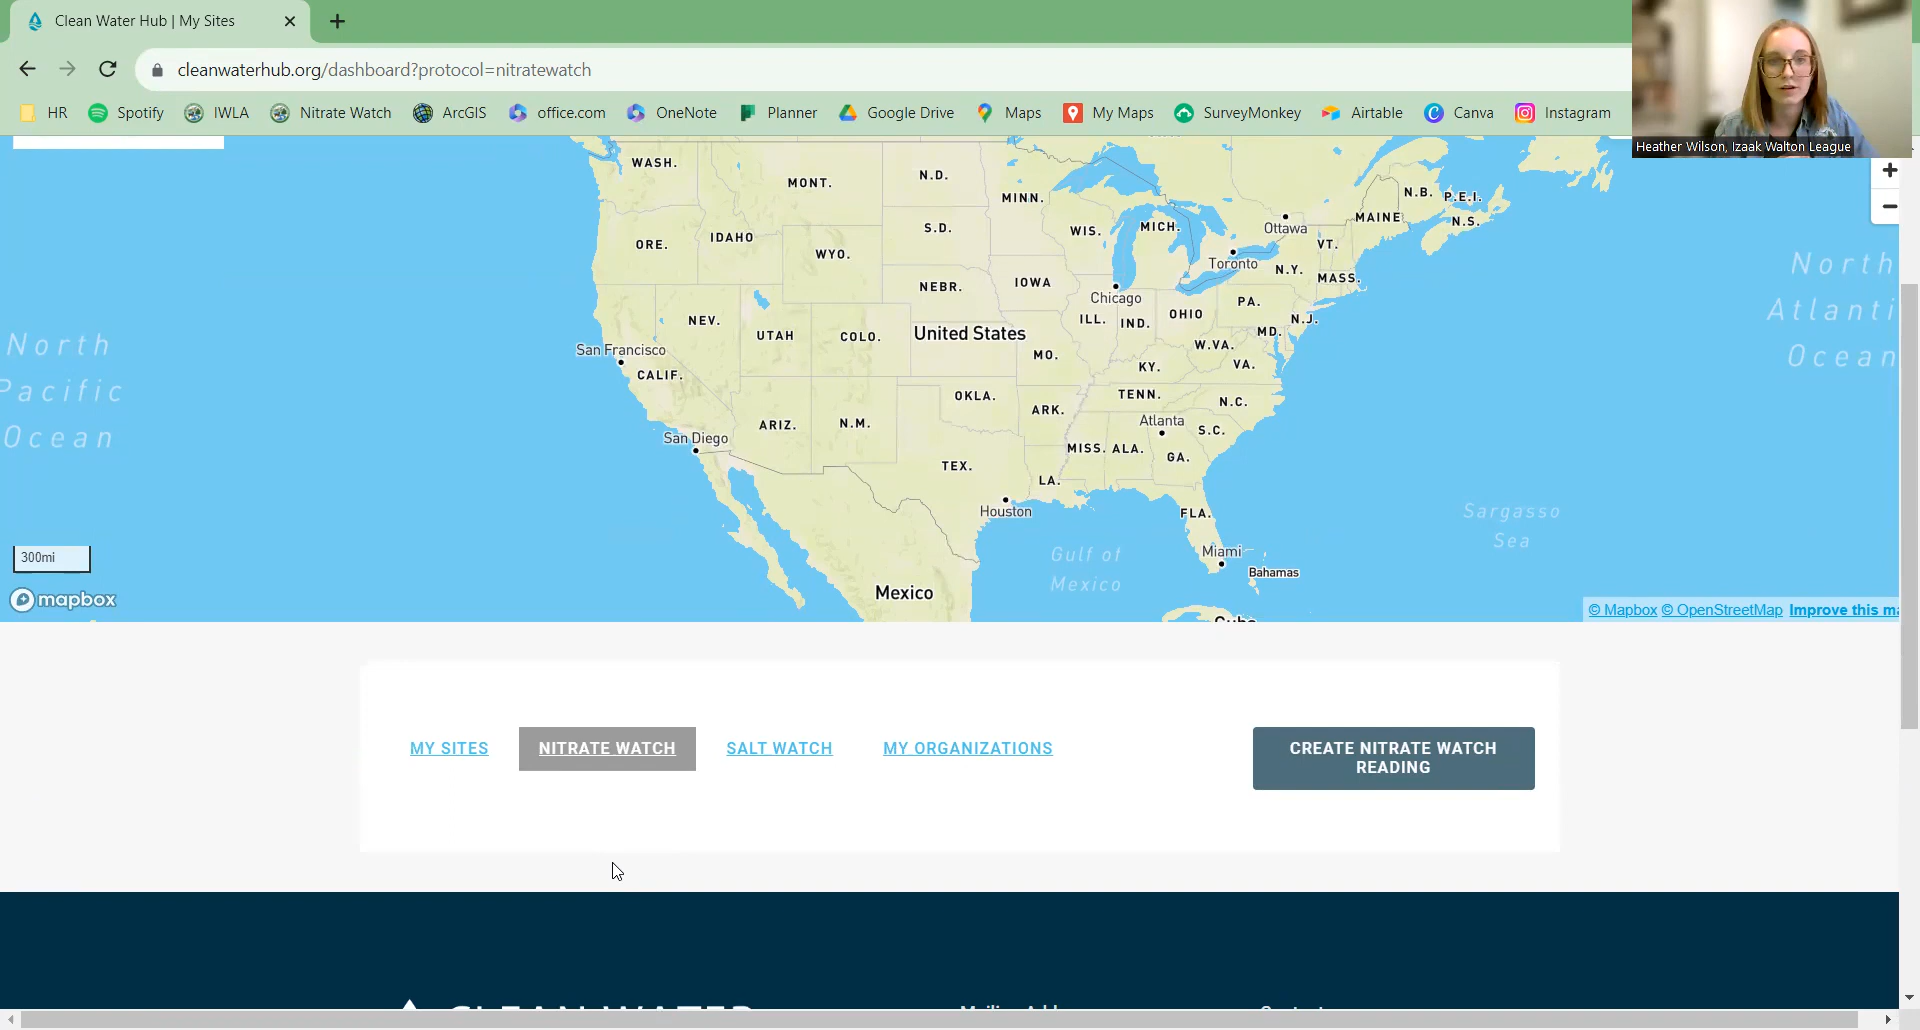 Clean Water Hub | My Sites
cleanwaterhub.org/dashboard?protocol=nitratewatch
HR Spotify IWLA Nitrate Watch ArcGIS office.com OneNote Planner Google Drive Maps My Maps SurveyMonkey Airtable Canva Instagram
Heather Wilson, Izaak Walton League
WASH.
MONT.
N.D.
MINN.
N.B.
P.E.I.
ORE.
IDAHO
WYO.
S.D.
WIS.
MICH.
Ottawa
MAINE
N.S.
VT.
Toronto
N.Y.
MASS.
North
Atlanti
Ocean
NEBR.
IOWA
Chicago
PA.
NEV.
UTAH
COLO.
United States
ILL.
IND.
OHIO
N.J.
MD.
W.VA.
VA.
North
Pacific
Ocean
San Francisco
CALIF.
MO.
KY.
OKLA.
ARK.
TENN.
N.C.
ARIZ.
N.M.
Atlanta
S.C.
San Diego
MISS.
ALA.
GA.
TEX.
LA.
Houston
FLA.
Sargasso
Sea
Gulf of
Mexico
Miami
Bahamas
Mexico
300mi
mapbox
© Mapbox © OpenStreetMap Improve this ma
MY SITES
NITRATE WATCH
SALT WATCH
MY ORGANIZATIONS
CREATE NITRATE WATCH
READING
CLEAN WATER